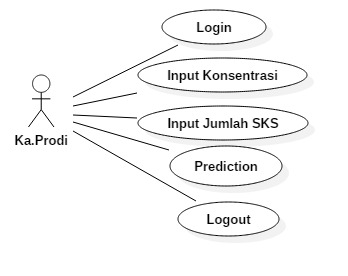 Login
Input Konsentrasi
Ka.Prodi
Input Jumlah SKS
Prediction
Logout